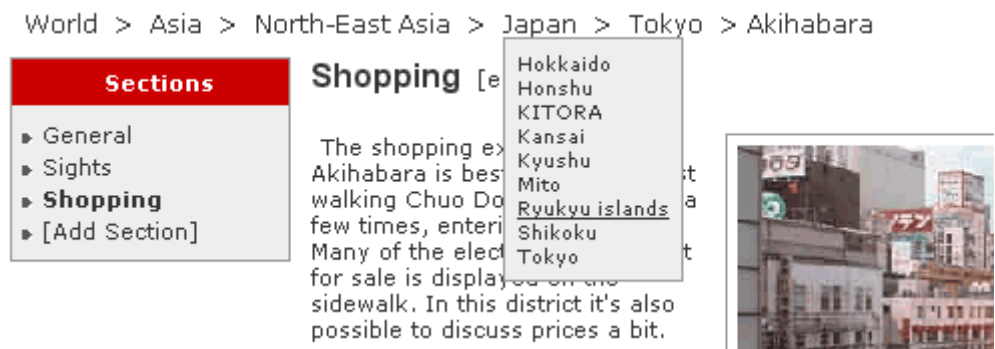 World > Asia > North-East Asia > Japan > Tokyo > Akihabara
Sections
General
Sights
Shopping
[Add Section]
Shopping [e
Hokkaido
Honshu
KITORA
Kansai
Kyushu
Mito
Ryukyu islands
Shikoku
Tokyo
The shopping ex
Akihabara is bes t
walking Chuo Do a
few times, enteri
Many of the elect t
for sale is displayed on the
sidewalk. In this district it's also
possible to discuss prices a bit.
109